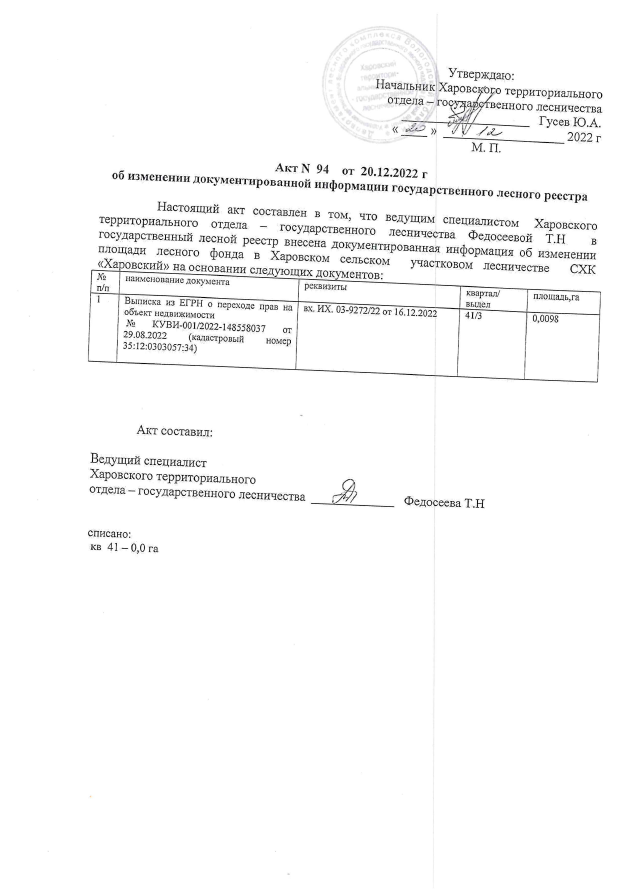 Харовский
Утверждаю:
Начальник Харовского территориального
отдела – государственного лесничества
Гусев Ю.А.
« 20 » 12 2022 г
М. П.
Акт N 94 от 20.12.2022 г
об изменении документированной информации государственного лесного реестра
Настоящий акт составлен в том, что ведущим специалистом Харовского
территориального отдела – государственного лесничества Федосеевой Т.Н в
государственный лесной реестр внесена документированная информация об изменении
площади лесного фонда в Харовском сельском участковом лесничестве СХК
«Харовский» на основании следующих документов:
№ п/п наименование документа реквизиты квартал/ выдел площадь,га
1 Выписка из ЕГРН о переходе прав на вх. ИХ. 03-9272/22 от 16.12.2022 41/3 0,0098
объект недвижимости
№ КУВИ-001/2022-148558037 от
29.08.2022 (кадастровый номер
35:12:0303057:34)
Акт составил:
Ведущий специалист
Харовского территориального
отдела – государственного лесничества Федосеева Т.Н
списано:
кв 41 – 0,0 га